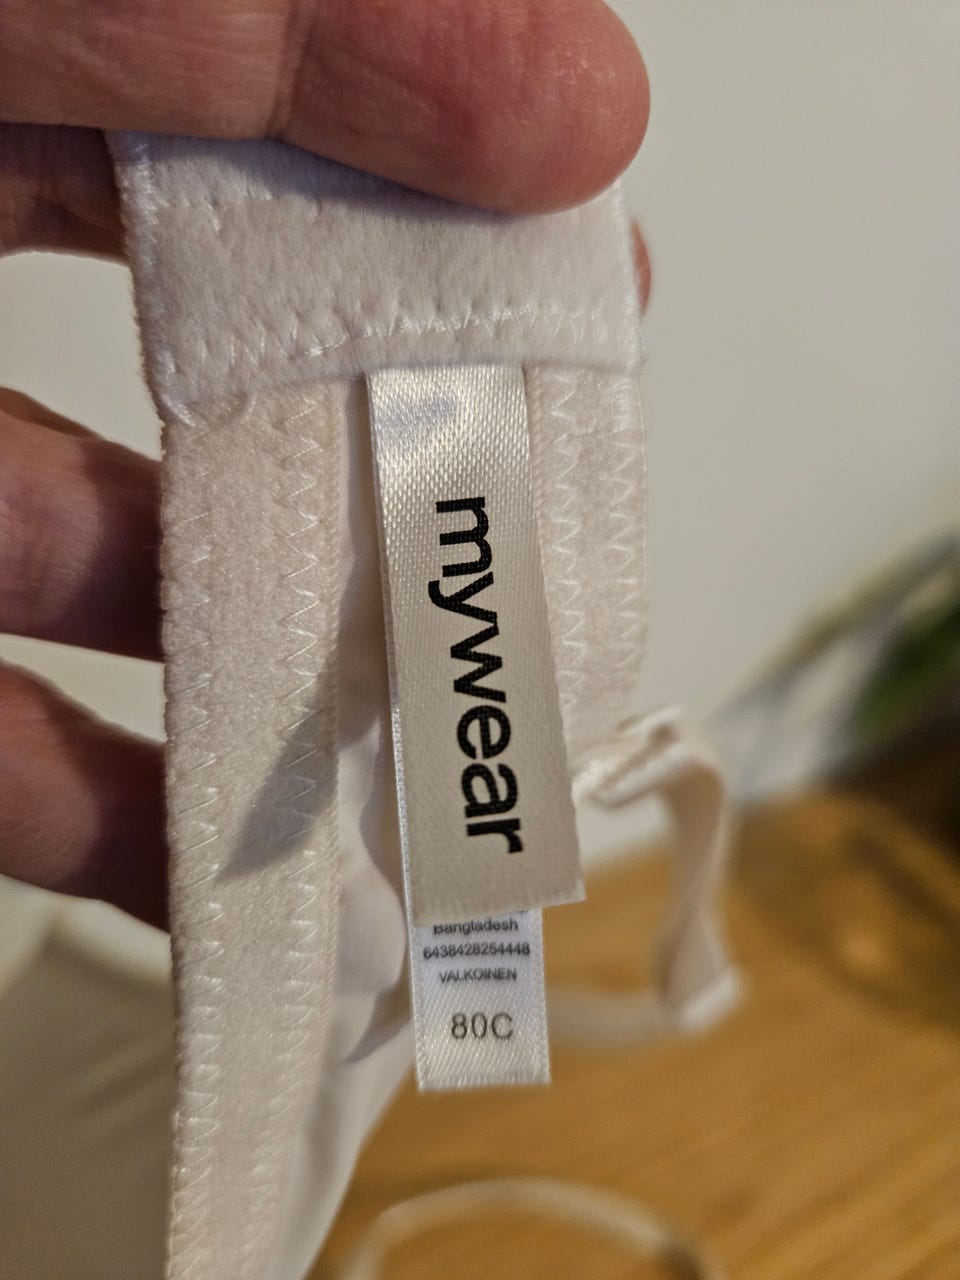 mywear
Bangladesh
6438428254448
VALKOINEN
80C